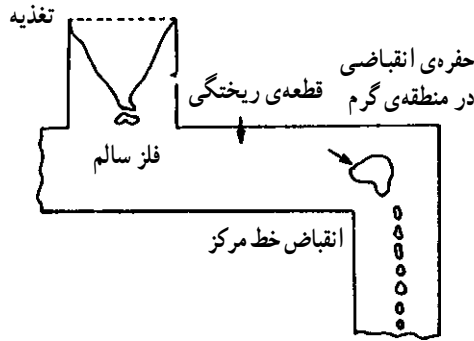 تغذیه
حفره‌ی انقباضی
در منطقه‌ی گرم
قطعه‌ی ریختگی
فلز سالم
انقباض خط مرکز